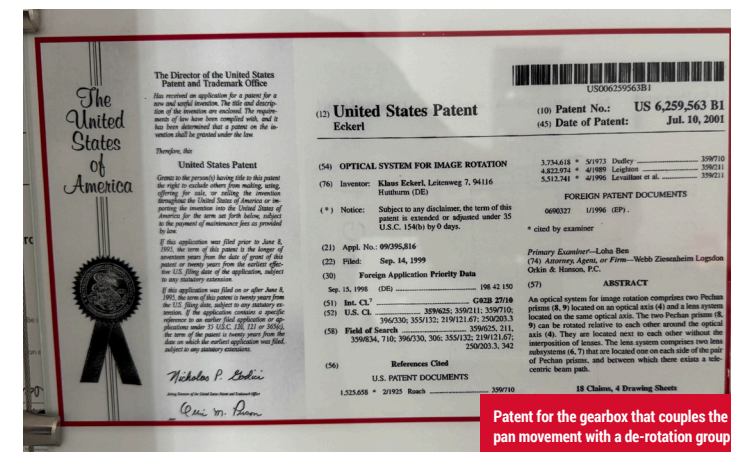 The
United
States
of
America
The Director of the United States
Patent and Trademark Office
Has received an application for a patent for a
new and useful invention. The title and descrip-
tion of the invention are enclosed. The require-
ments of law have been complied with, and it
has been determined that a patent on the in-
vention shall be granted under the law.
Therefore, this
United States Patent
Grants to the person(s) having title to this patent
the right to exclude others from making, using,
offering for sale, or selling the invention
throughout the United States of America or im-
porting the invention into the United States of
America for the term set forth below, subject
to the payment of maintenance fees as provided
by law.
If this application was filed prior to June 8,
1995, the term of this patent is the longer of
seventeen years from the date of grant of this
patent or twenty years from the earliest effec-
tive U.S. filing date of the application, subject
to any statutory extension.
If this application was filed on or after June 8,
1995, the term of this patent is twenty years from
the U.S. filing date, subject to any statutory ex-
tension. If the application contains a specific
reference to an earlier filed application or ap-
plications under 35 U.S.C. 120, 121 or 365(c),
the term of the patent is twenty years from the
date on which the earliest application was filed,
subject to any statutory extensions.
Nicholas P. Godici
Acting Director of the United States Patent and Trademark Office
US006259563B1
(12) United States Patent
Eckerl
(10) Patent No.: US 6,259,563 B1
(45) Date of Patent: Jul. 10, 2001
(54) OPTICAL SYSTEM FOR IMAGE ROTATION
(76) Inventor: Klaus Eckerl, Leitenweg 7, 94116
Hutthurm (DE)
( * ) Notice: Subject to any disclaimer, the term of this
patent is extended or adjusted under 35
U.S.C. 154(b) by 0 days.
(21) Appl. No.: 09/395,816
(22) Filed: Sep. 14, 1999
(30) Foreign Application Priority Data
Sep. 15, 1998 (DE) 198 42 150
(51) Int. Cl.7 G02B 27/10
(52) U.S. Cl. 359/625; 359/211; 359/710;
396/330; 355/132; 219/121.67; 250/203.3
(58) Field of Search 359/625, 211,
359/834, 710; 396/330, 306; 355/132; 219/121.67;
250/203.3, 342
(56) References Cited
U.S. PATENT DOCUMENTS
1,525,658 * 2/1925 Roach 359/710
3,734,618 * 5/1973 Dudley 359/710
4,822,974 * 4/1989 Leighton 359/211
5,512,741 * 4/1996 Levaillant et al. 359/211
FOREIGN PATENT DOCUMENTS
0690327 1/1996 (EP).
* cited by examiner
Primary Examiner—Loha Ben
(74) Attorney, Agent, or Firm—Webb Ziesenheim Logsdon
Orkin & Hanson, P.C.
(57) ABSTRACT
An optical system for image rotation comprises two Pechan
prisms (8, 9) located on an optical axis (4) and a lens system
located on the same optical axis. The two Pechan prisms (8,
9) can be rotated relative to each other around the optical
axis (4). They are located next to each other without the
interposition of lenses. The lens system comprises two lens
subsystems (6, 7) that are located one on each side of the pair
of Pechan prisms, and between which there exists a tele-
centric beam path.
18 Claims, 4 Drawing Sheets
Patent for the gearbox that couples the
pan movement with a de-rotation group